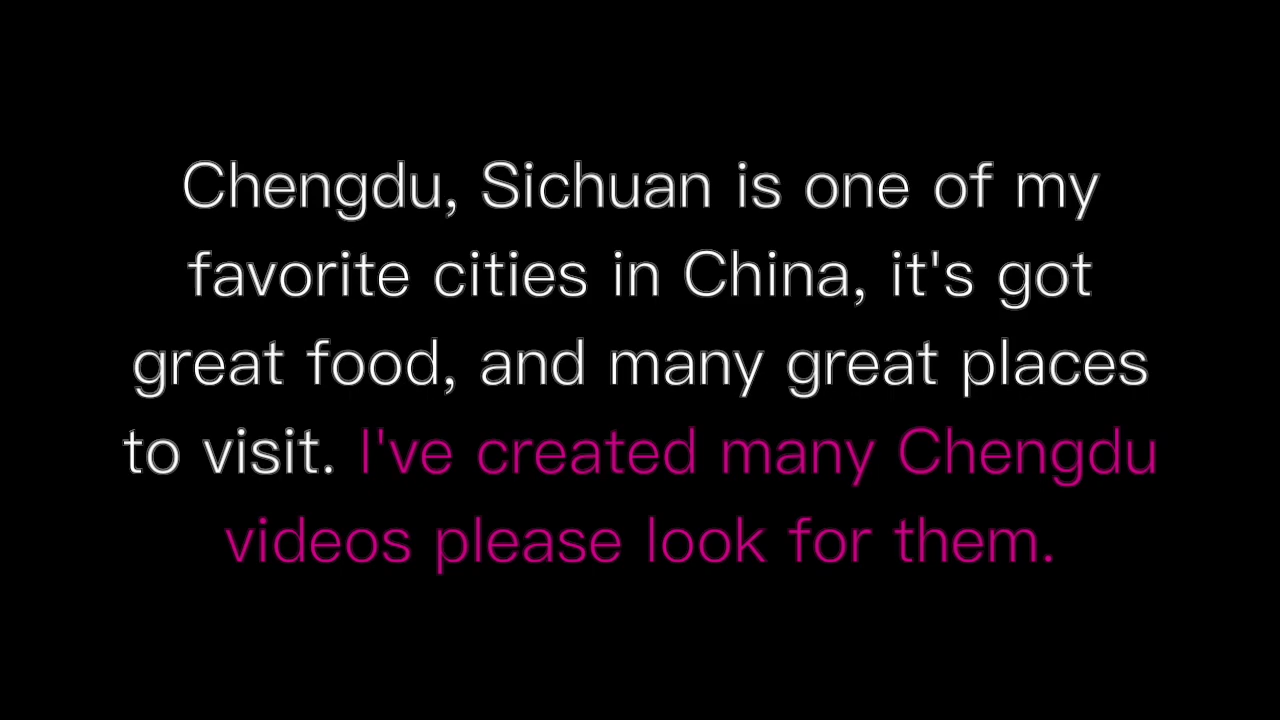 Chengdu, Sichuan is one of my
favorite cities in China, it's got
great food, and many great places
to visit. I've created many Chengdu
videos please look for them.